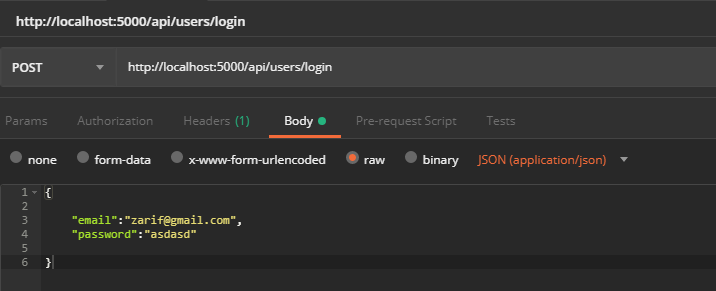 http://localhost:5000/api/users/login
POST http://localhost:5000/api/users/login
Params Authorization Headers (1) Body Pre-request Script Tests
none form-data x-www-form-urlencoded raw binary JSON (application/json)
1 {
2
3 "email":"zarif@gmail.com",
4 "password":"asdasd"
5
6 }